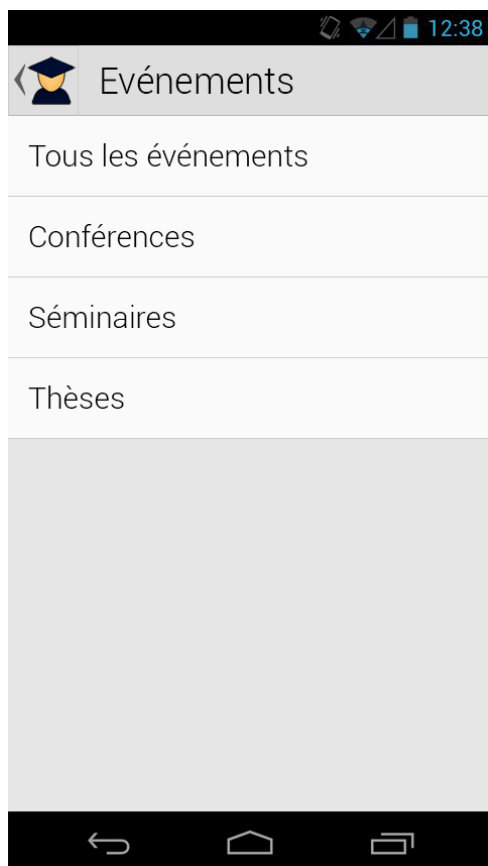 12:38
Evénements
Tous les événements
Conférences
Séminaires
Thèses